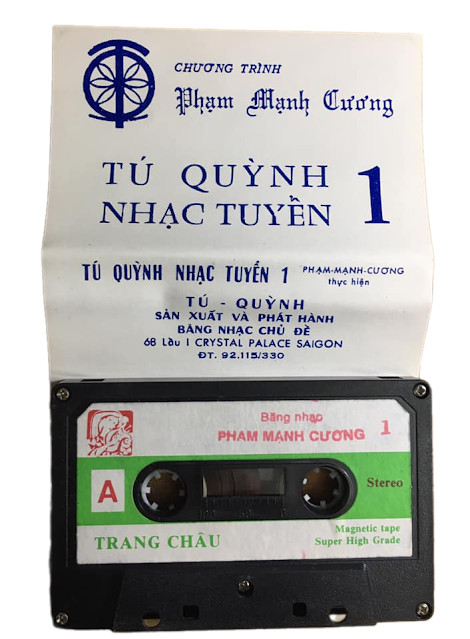 CHƯƠNG TRÌNH
Phạm Mạnh Cương
TÚ QUỲNH
NHẠC TUYỂN 1
TÚ QUỲNH NHẠC TUYỂN 1 PHẠM-MẠNH-CƯƠNG
thực hiện
TÚ - QUỲNH
SẢN XUẤT VÀ PHÁT HÀNH
BĂNG NHẠC CHỦ ĐỀ
68 Lầu I CRYSTAL PALACE SAIGON
ĐT. 92.115/330
Băng nhạc
PHẠM MẠNH CƯƠNG 1
A
Stereo
TRANG CHÂU
Magnetic tape
Super High Grade